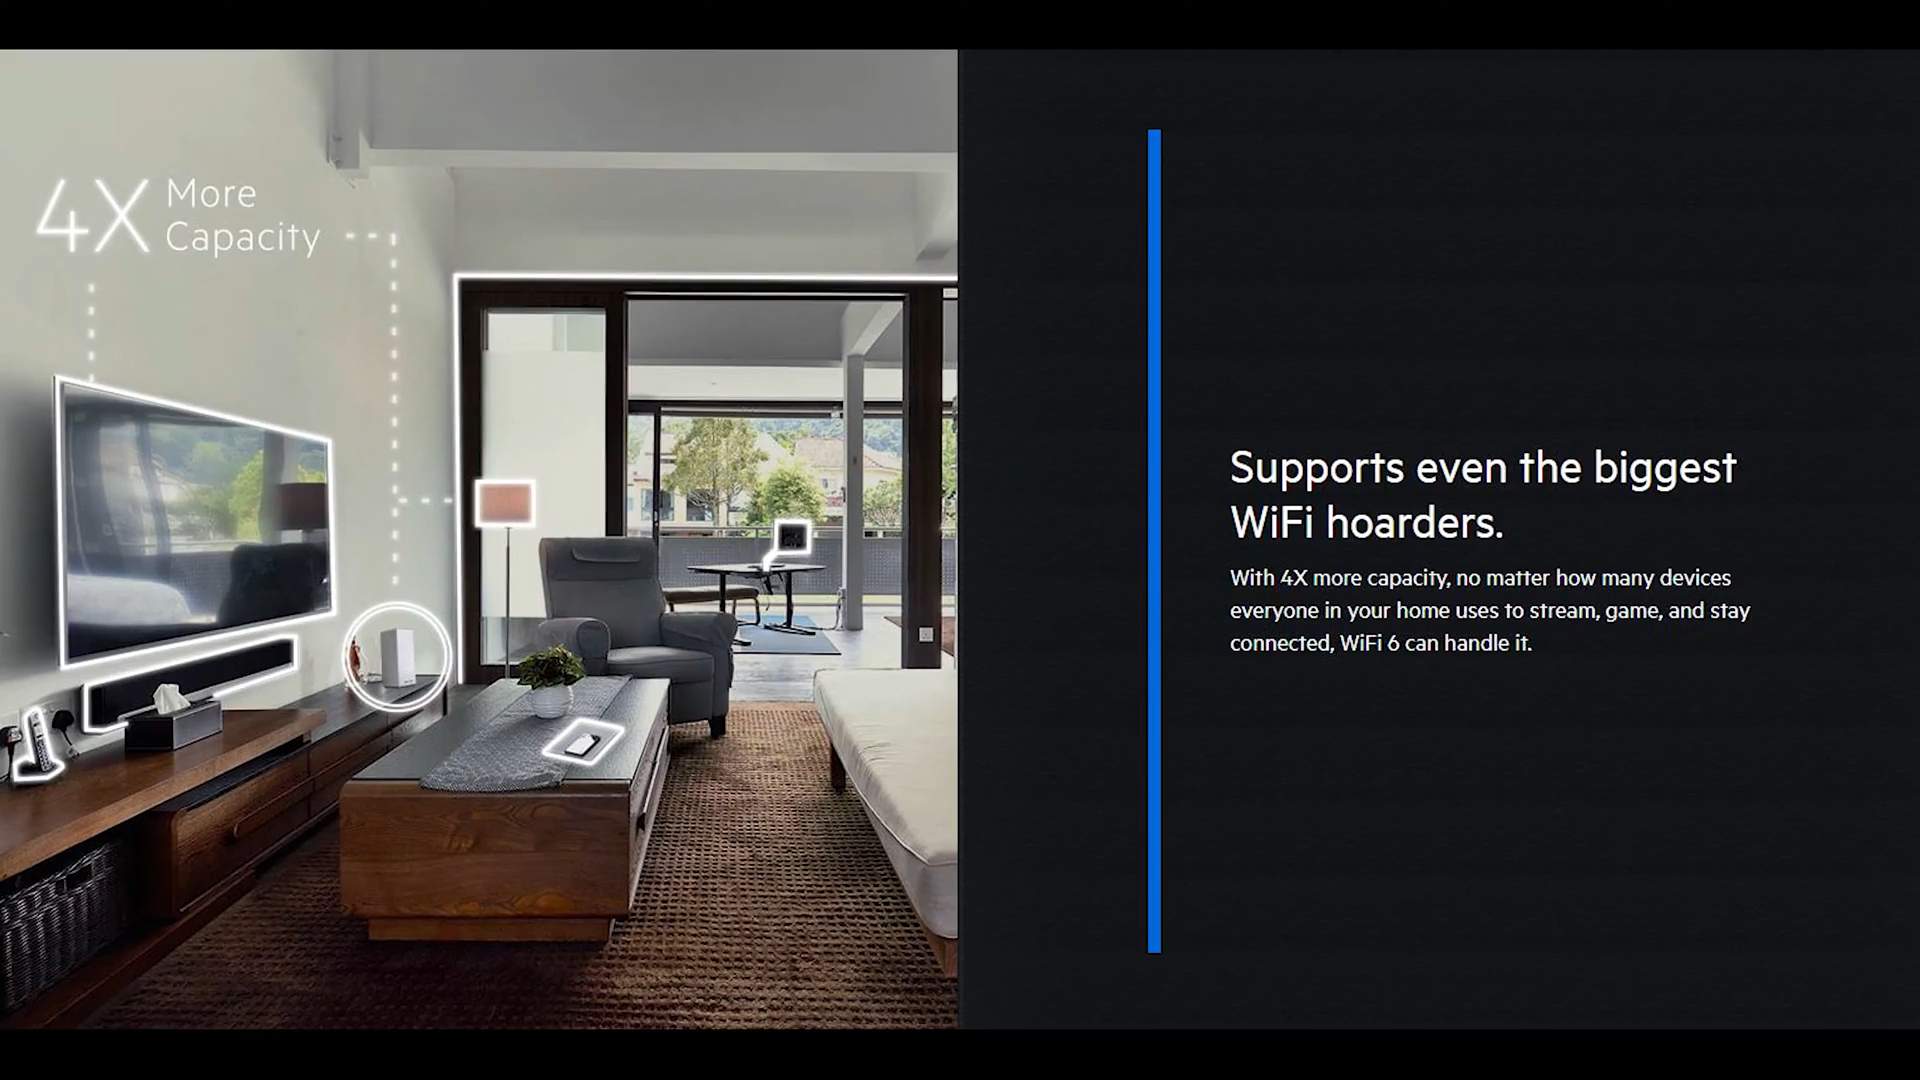 4X More
Capacity
Supports even the biggest
WiFi hoarders.
With 4X more capacity, no matter how many devices
everyone in your home uses to stream, game, and stay
connected, WiFi 6 can handle it.